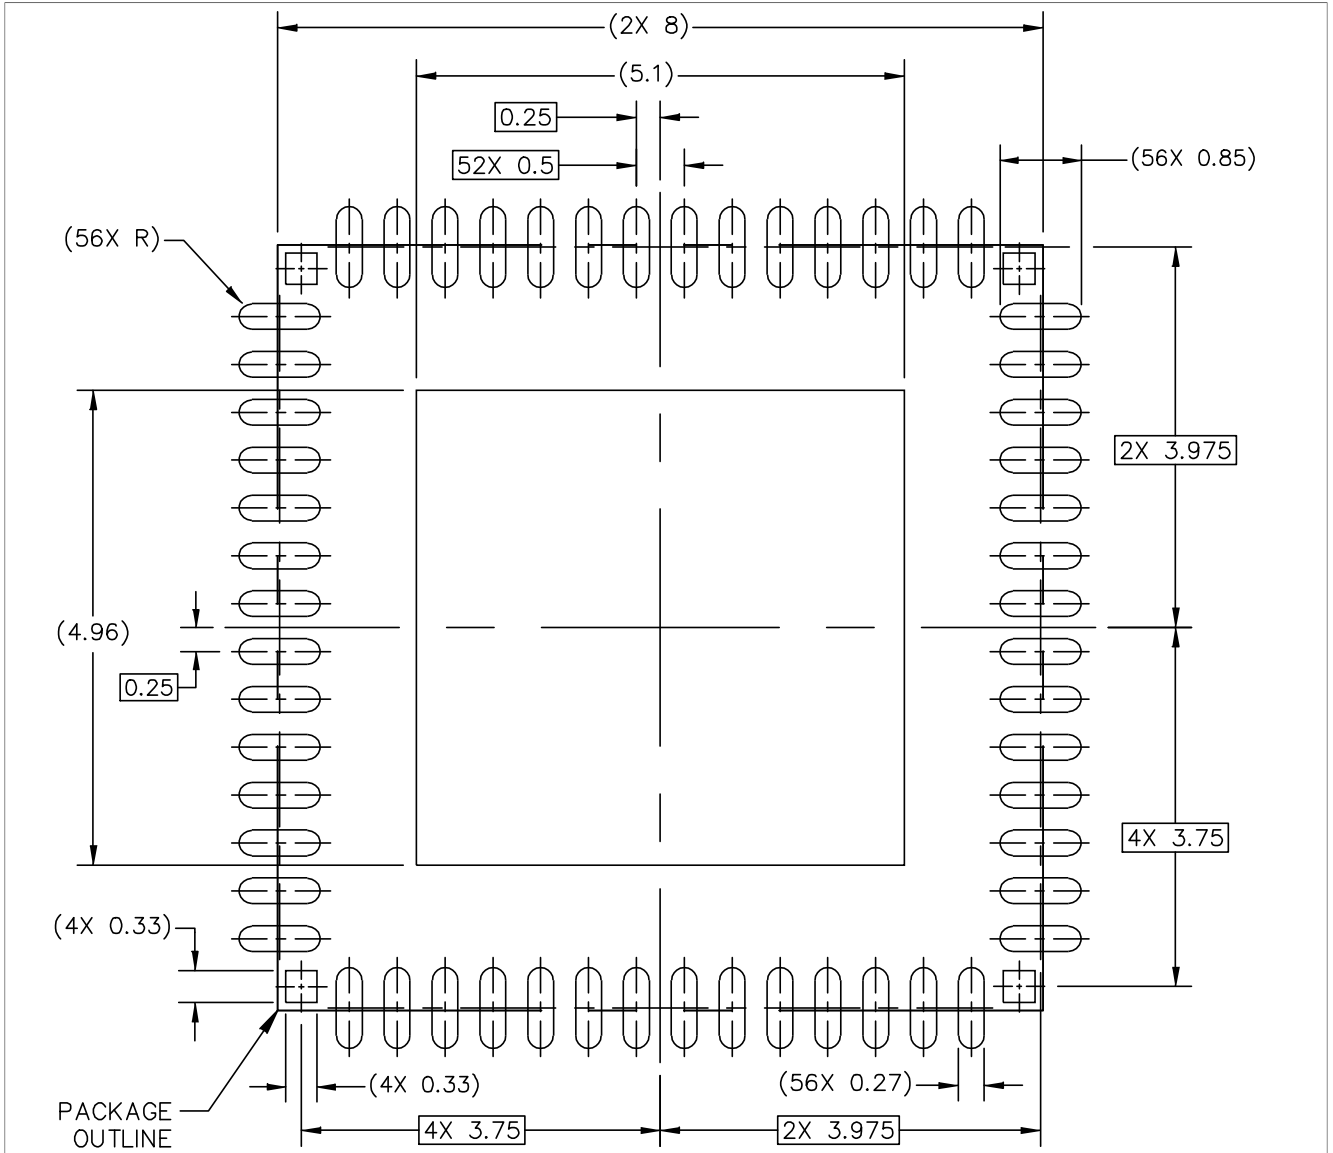 (2X 8)
(5.1)
0.25
52X 0.5
(56X 0.85)
(56X R)
2X 3.975
(4.96)
0.25
4X 3.75
(4X 0.33)
(4X 0.33)
(56X 0.27)
PACKAGE
OUTLINE
4X 3.75
2X 3.975